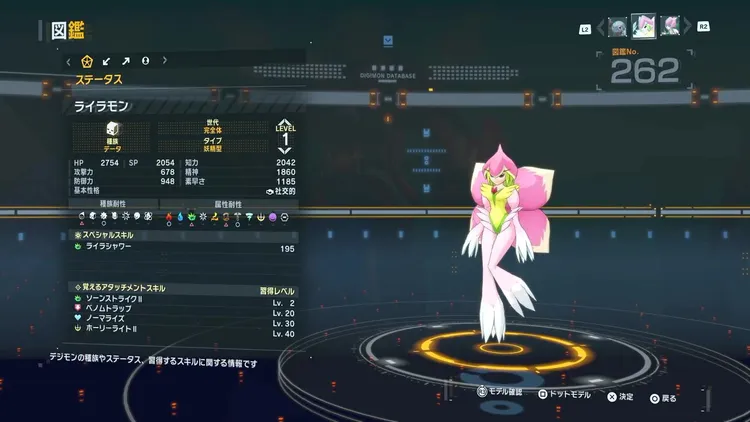 図鑑
L2
R2
図鑑No.
262
DIGIMON DATABASE
ステータス
ライラモン
種族
データ
世代
完全体
タイプ
妖精型
LEVEL
1
HP 2754 SP 2054 知力 2042
攻撃力 678 精神 1860
防御力 948 素早さ 1185
基本性格 社交的
種族耐性 属性耐性
スペシャルスキル
ライラシャワー 195
覚えるアタッチメントスキル 習得レベル
ソーンストライクⅡ Lv. 2
ベノムトラップ Lv. 20
ノーマライズ Lv. 30
ホーリーライトⅡ Lv. 40
デジモンの種族やステータス、習得するスキルに関する情報です
R3 モデル確認 ドットモデル 決定 戻る